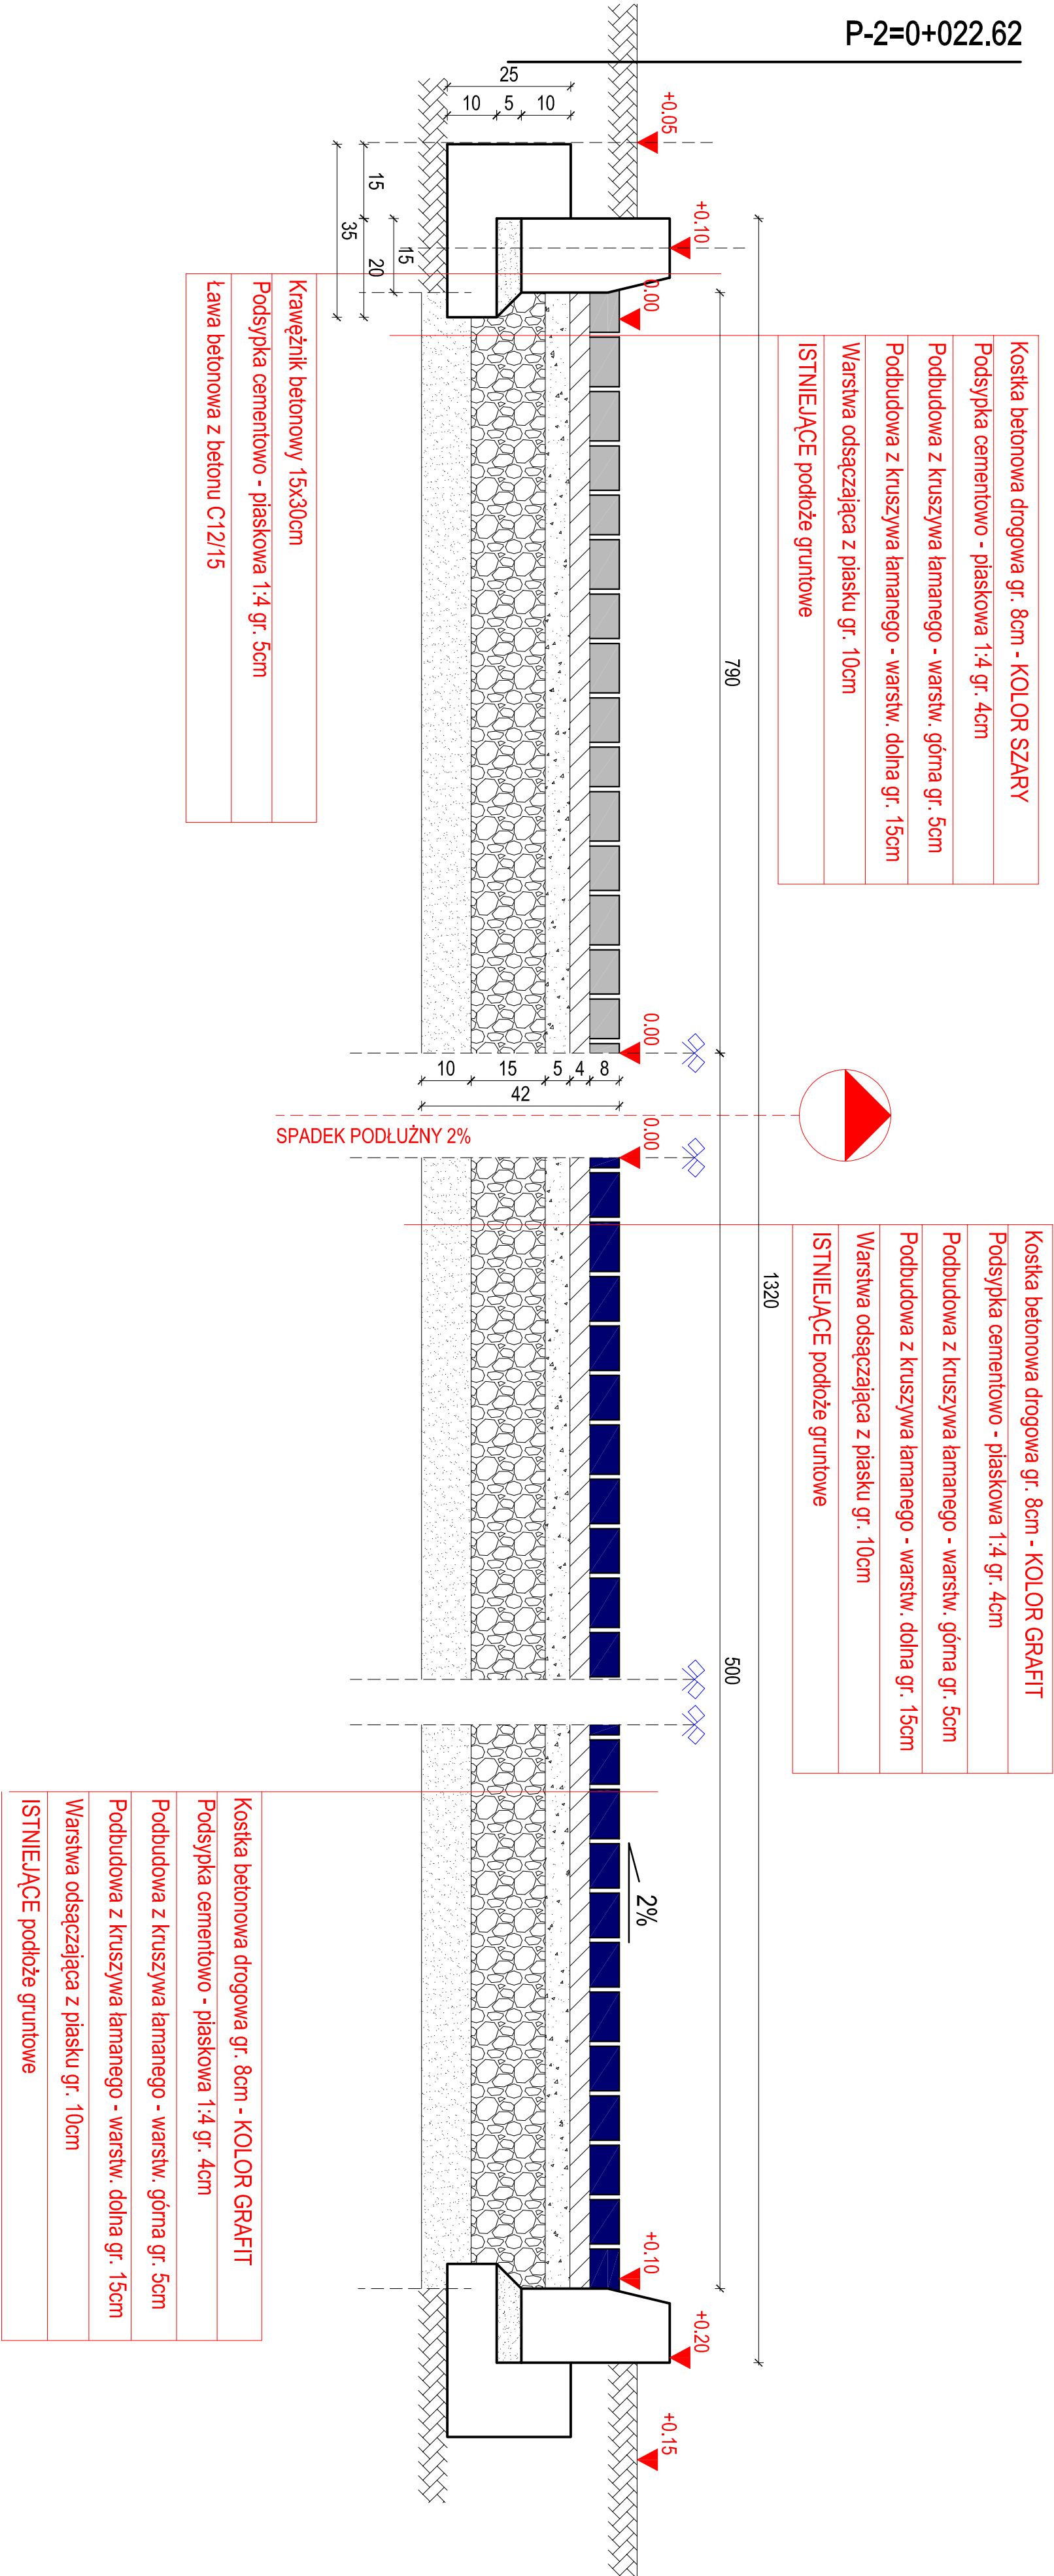 P-2=0+022.62
Kostka betonowa drogowa gr. 8cm - KOLOR SZARY
Podsypka cementowo - piaskowa 1:4 gr. 4cm
Podbudowa z kruszywa łamanego - warstw. górna gr. 5cm
Podbudowa z kruszywa łamanego - warstw. dolna gr. 15cm
Warstwa odsączająca z piasku gr. 10cm
ISTNIEJĄCE podłoże gruntowe
Kostka betonowa drogowa gr. 8cm - KOLOR GRAFIT
Podsypka cementowo - piaskowa 1:4 gr. 4cm
Podbudowa z kruszywa łamanego - warstw. górna gr. 5cm
Podbudowa z kruszywa łamanego - warstw. dolna gr. 15cm
Warstwa odsączająca z piasku gr. 10cm
ISTNIEJĄCE podłoże gruntowe
1320
790
500
+0.05
+0.10
0.00
0.00
0.00
2%
+0.10
+0.20
+0.15
25
10 5 10
15
35
20
15
10 15 5 4 8
42
SPADEK PODŁUŻNY 2%
Krawężnik betonowy 15x30cm
Podsypka cementowo - piaskowa 1:4 gr. 5cm
Ława betonowa z betonu C12/15
Kostka betonowa drogowa gr. 8cm - KOLOR GRAFIT
Podsypka cementowo - piaskowa 1:4 gr. 4cm
Podbudowa z kruszywa łamanego - warstw. górna gr. 5cm
Podbudowa z kruszywa łamanego - warstw. dolna gr. 15cm
Warstwa odsączająca z piasku gr. 10cm
ISTNIEJĄCE podłoże gruntowe